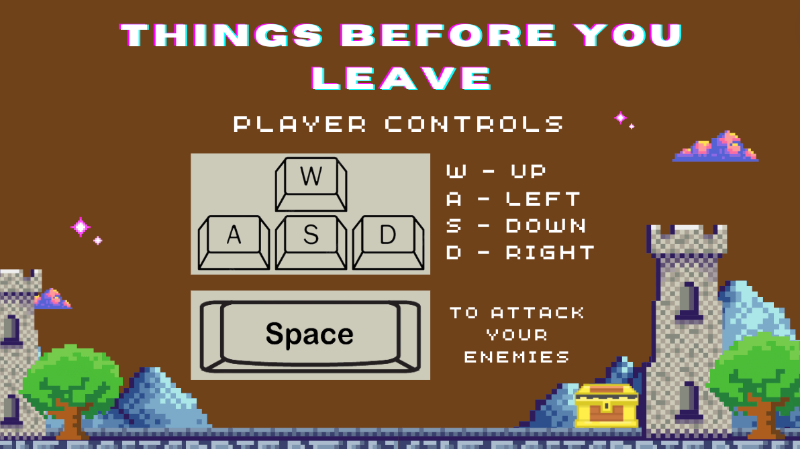 THINGS BEFORE YOU
LEAVE
PLAYER CONTROLS
W
A S D
W - UP
A - LEFT
S - DOWN
D - RIGHT
Space
TO ATTACK
YOUR
ENEMIES